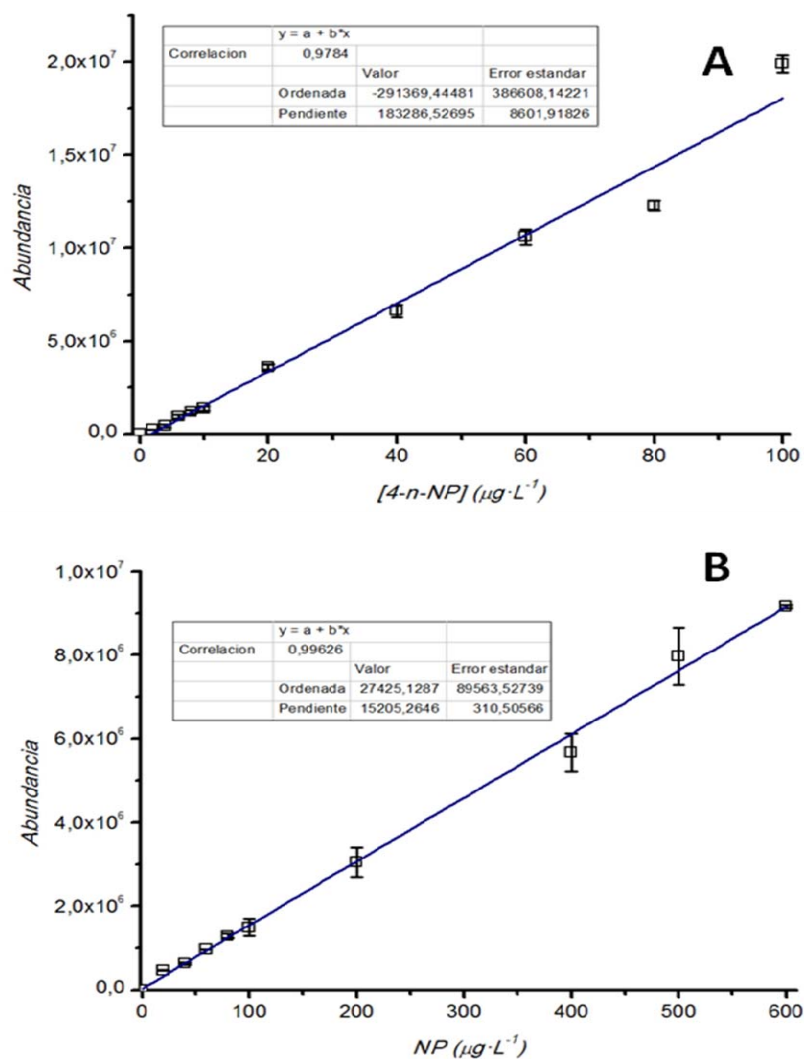 y = a + b*x
Correlacion 0,9784
Valor Error estandar
Ordenada -291369,44481 386608,14221
Pendiente 183286,52695 8601,91826
A
2,0x10⁷
1,5x10⁷
1,0x10⁷
5,0x10⁶
0,0
Abundancia
0 20 40 60 80 100
[4-n-NP] (µg·L⁻¹)
B
1,0x10⁷
y = a + b*x
Correlacion 0,99626
Valor Error estandar
Ordenada 27425,1287 89563,52739
Pendiente 15205,2646 310,50566
8,0x10⁶
6,0x10⁶
4,0x10⁶
2,0x10⁶
0,0
Abundancia
0 100 200 300 400 500 600
NP (µg·L⁻¹)